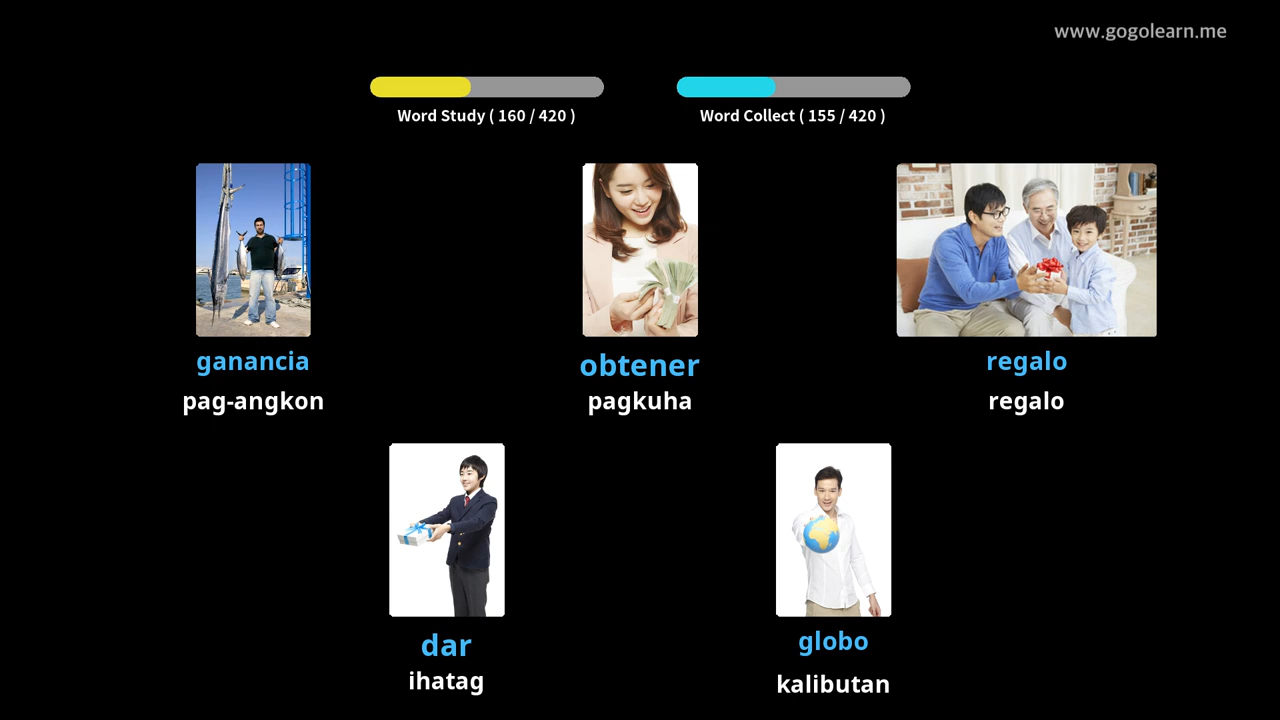 www.gogolearn.me
Word Study ( 160 / 420 )
Word Collect ( 155 / 420 )
ganancia
pag-angkon
obtener
pagkuha
regalo
regalo
dar
ihatag
globo
kalibutan